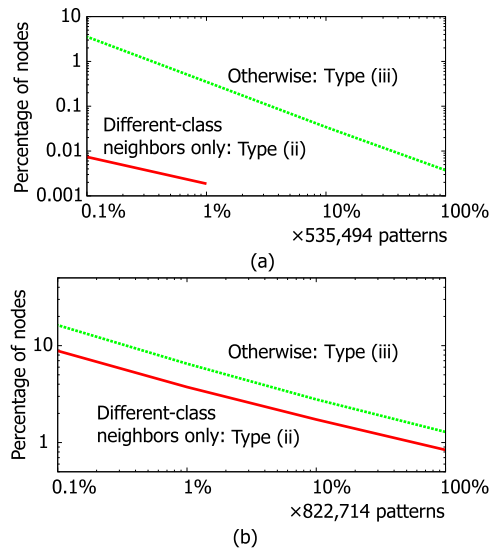 Percentage of nodes
10
1
0.1
0.01
0.001
Otherwise: Type (iii)
Different-class
neighbors only: Type (ii)
0.1% 1% 10% 100%
×535,494 patterns
(a)
Percentage of nodes
10
1
Otherwise: Type (iii)
Different-class
neighbors only: Type (ii)
0.1% 1% 10% 100%
×822,714 patterns
(b)